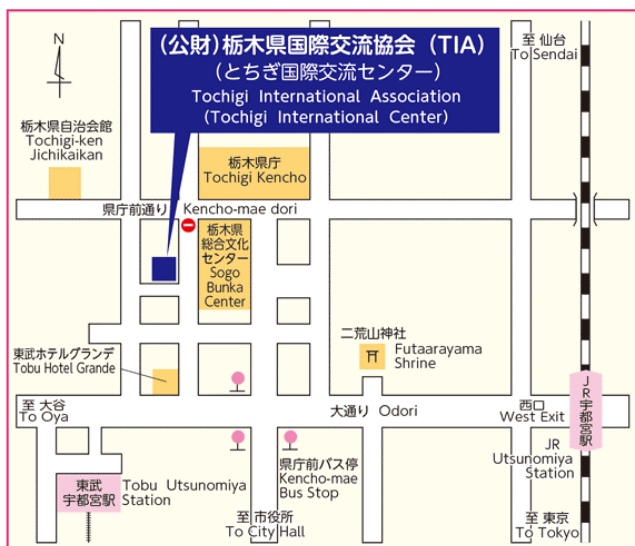 (公財)栃木県国際交流協会 (TIA)
(とちぎ国際交流センター)
Tochigi International Association
(Tochigi International Center)
至 仙台
To Sendai
N
栃木県自治会館
Tochigi-ken
Jichikaikan
栃木県庁
Tochigi Kencho
県庁前通り Kencho-mae dori
栃木県
総合文化
センター
Sogo
Bunka
Center
二荒山神社
Futaarayama
Shrine
東武ホテルグランデ
Tobu Hotel Grande
至 大谷
To Oya
大通り Odori
西口
West Exit
JR宇都宮駅
JR
Utsunomiya
Station
県庁前バス停
Kencho-mae
Bus Stop
東武
宇都宮駅
Tobu Utsunomiya
Station
至 市役所
To City Hall
至 東京
To Tokyo